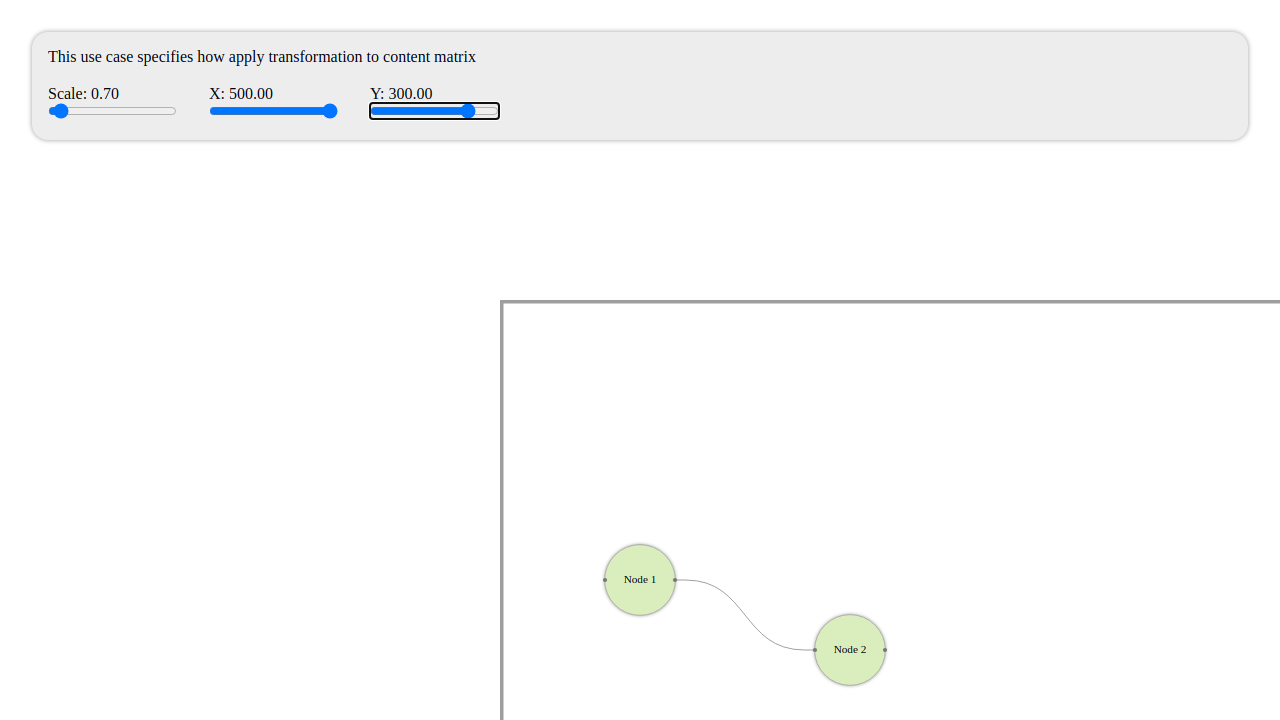 This use case specifies how apply transformation to content matrix
Scale: 0.70 X: 500.00 Y: 300.00
Node 1
Node 2